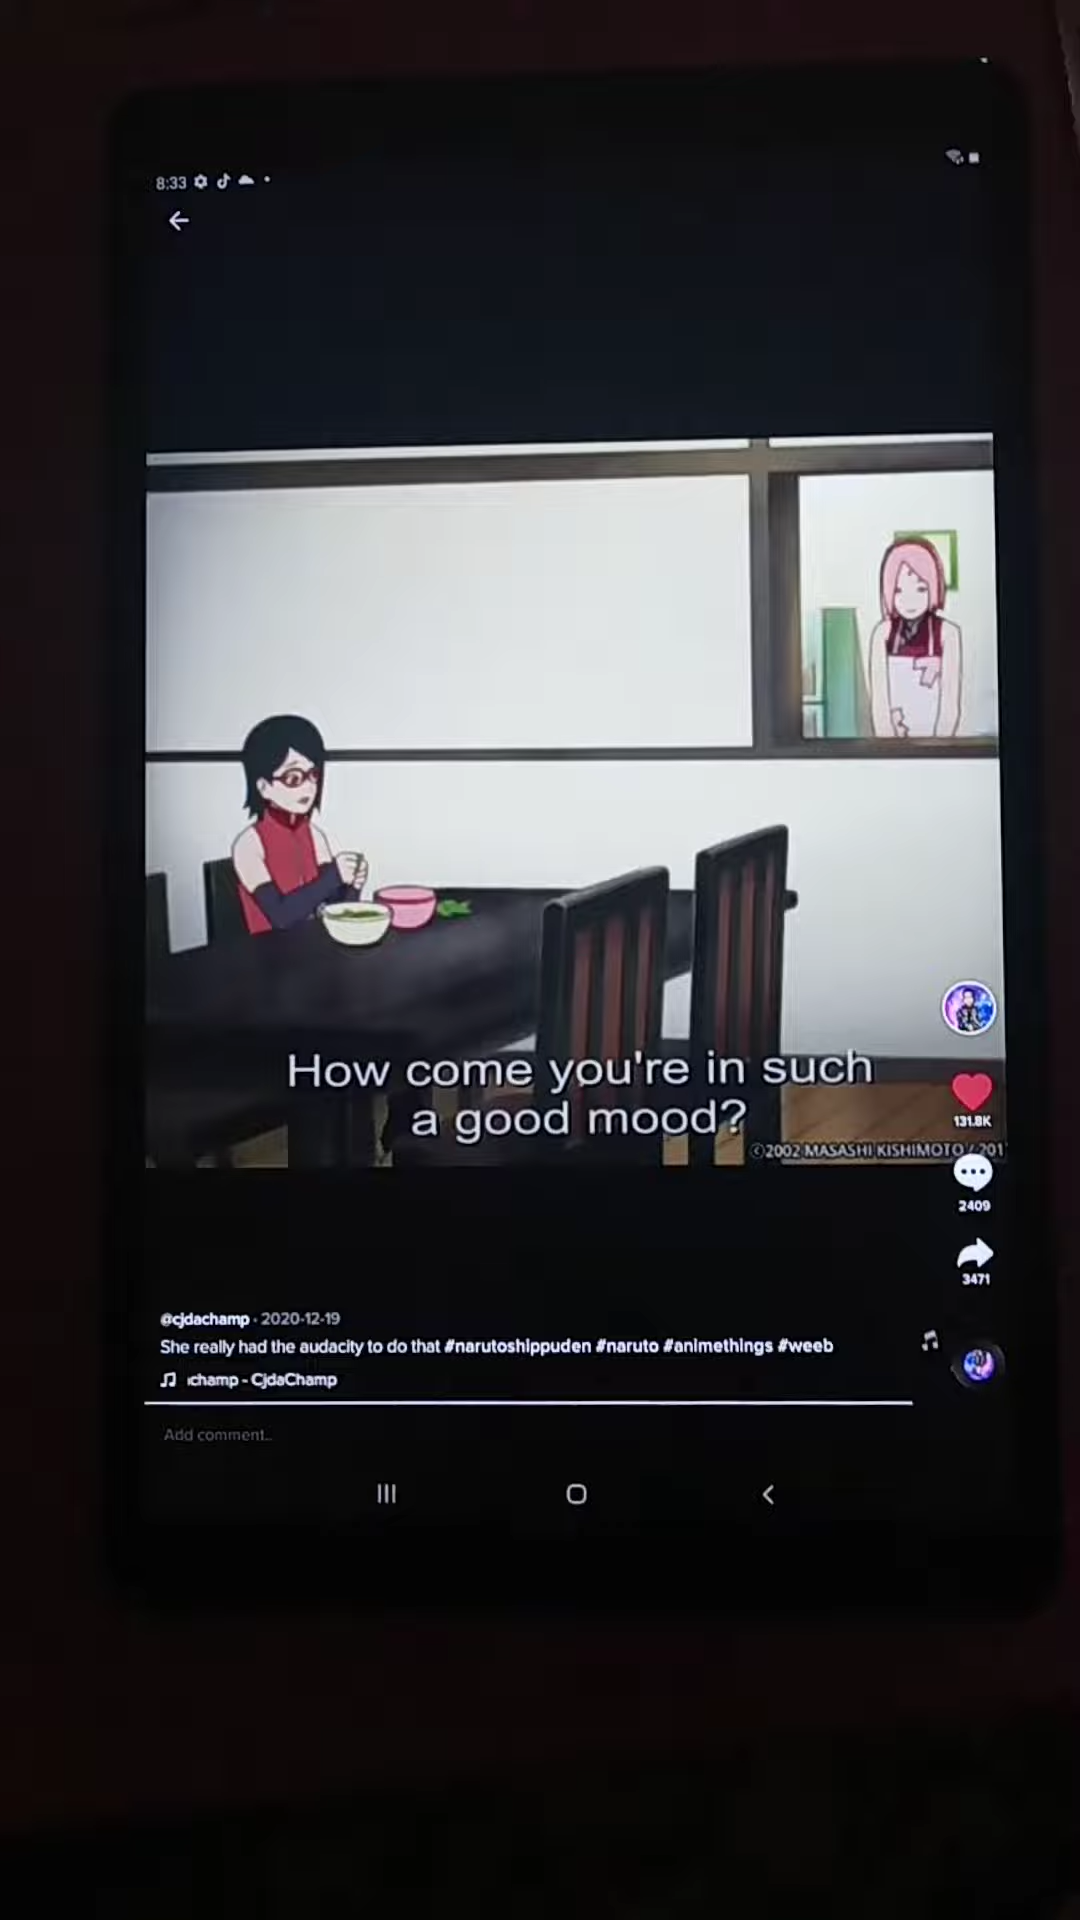 8:33
How come you're in such
a good mood?
©2002 MASASHI KISHIMOTO / 201
131.8K
2409
3471
@cjdachamp · 2020-12-19
She really had the audacity to do that #narutoshippuden #naruto #animethings #weeb
champ - CjdaChamp
Add comment...